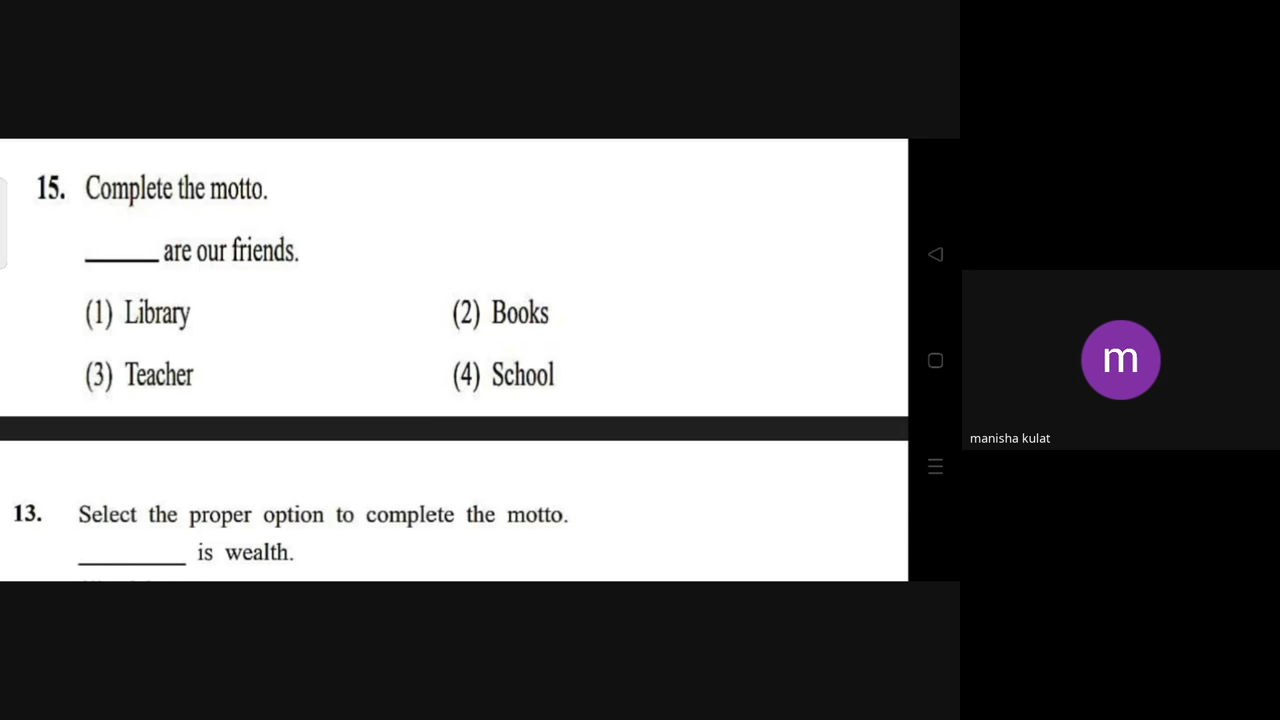 15. Complete the motto.
______ are our friends.
(1) Library (2) Books
(3) Teacher (4) School
13. Select the proper option to complete the motto.
________ is wealth.
m
manisha kulat